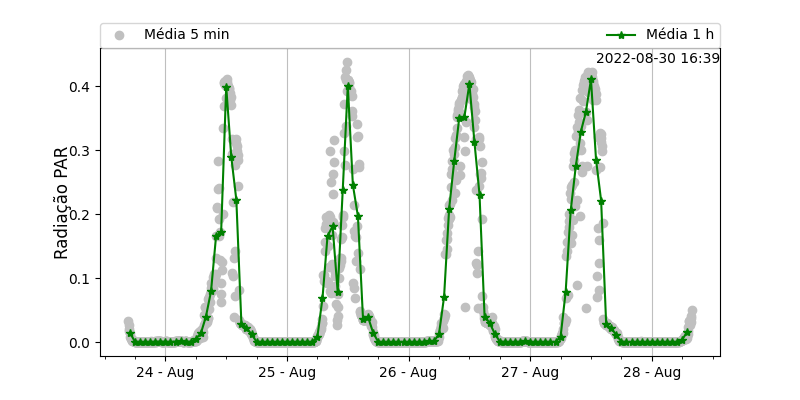 Média 5 min
Média 1 h
2022-08-30 16:39
Radiação PAR
0.4
0.3
0.2
0.1
0.0
24 - Aug
25 - Aug
26 - Aug
27 - Aug
28 - Aug